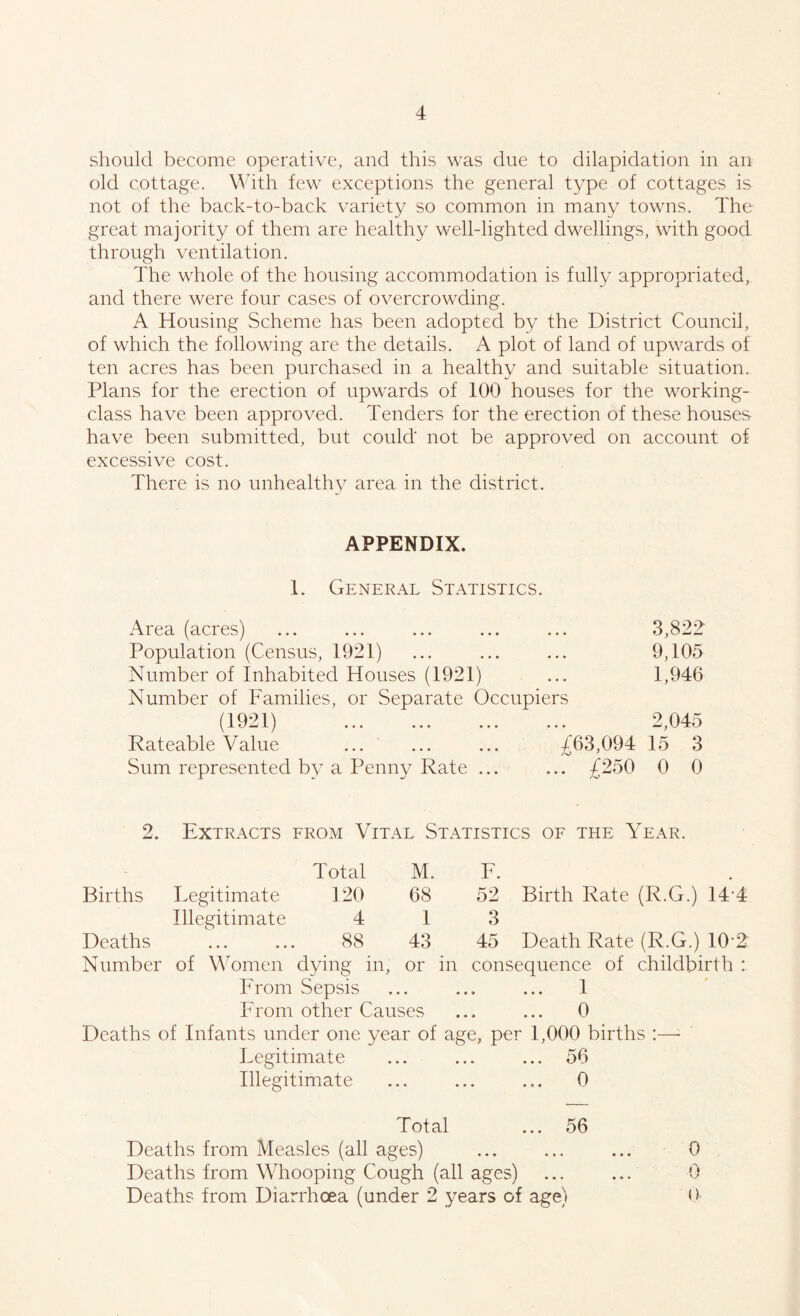 4
should become operative, and this was due to dilapidation in an
old cottage. With few exceptions the general type of cottages is
not of the back-to-back variety so common in many towns. The
great majority of them are healthy well-lighted dwellings, with good
through ventilation.
The whole of the housing accommodation is fully appropriated,
and there were four cases of overcrowding.
A Housing Scheme has been adopted by the District Council,
of which the following are the details. A plot of land of upwards of
ten acres has been purchased in a healthy and suitable situation.
Plans for the erection of upwards of 100 houses for the working-
class have been approved. Tenders for the erection of these houses
have been submitted, but could not be approved on account of
excessive cost.
There is no unhealthy area in the district.
APPENDIX.
1. General Statistics.
Area (acres) ... ... ... ... ... 3,822
Population (Census, 1921) ... ... ... 9,105
Number of Inhabited Houses (1921) ... 1,946
Number of Families, or Separate Occupiers
(1921) ... ... ... ... 2,045
Rateable Value ... ... ... £63,094 15 3
Sum represented by a Penny Rate ... ... £250 0 0
2. Extracts from Vital Statistics of the Year.
Total M. F.
Births Legitimate 120 68 52 Birth Rate (R.G.) 14·4
Illegitimate 4 1 3
Deaths ... ... 88 43 45 Death Rate (R.G.) 10·2
Number of Women dying in, or in consequence of childbirth :
From Sepsis ... ... ... 1
From other Causes ... ... 0
Deaths of Infants under one year of age, per 1,000 births :—
Legitimate ... ... ... 56
Illegitimate ... ... ... 0
Total ... 56
Deaths from Measles (all ages) ... ... ... 0
Deaths from Whooping Cough (all ages) ... ... 0
Deaths from Diarrhœa (under 2 years of age) 0